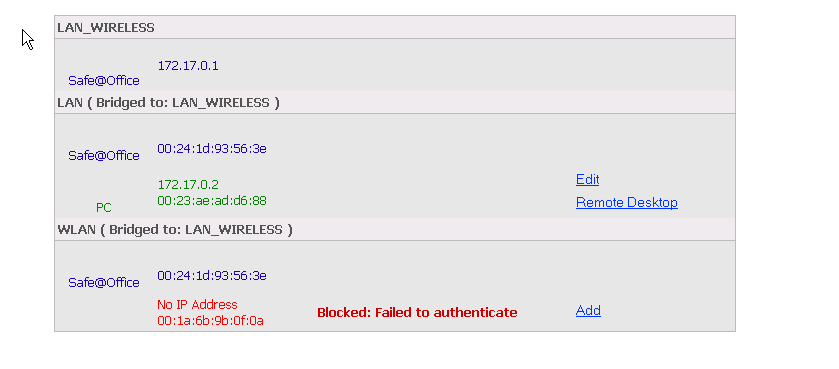 LAN_WIRELESS
172.17.0.1
Safe@Office
LAN ( Bridged to: LAN_WIRELESS )
Safe@Office 00:24:1d:93:56:3e
172.17.0.2 Edit
00:23:ae:ad:d6:88 Remote Desktop
PC
WLAN ( Bridged to: LAN_WIRELESS )
Safe@Office 00:24:1d:93:56:3e
No IP Address
Blocked: Failed to authenticate Add
00:1a:6b:9b:0f:0a